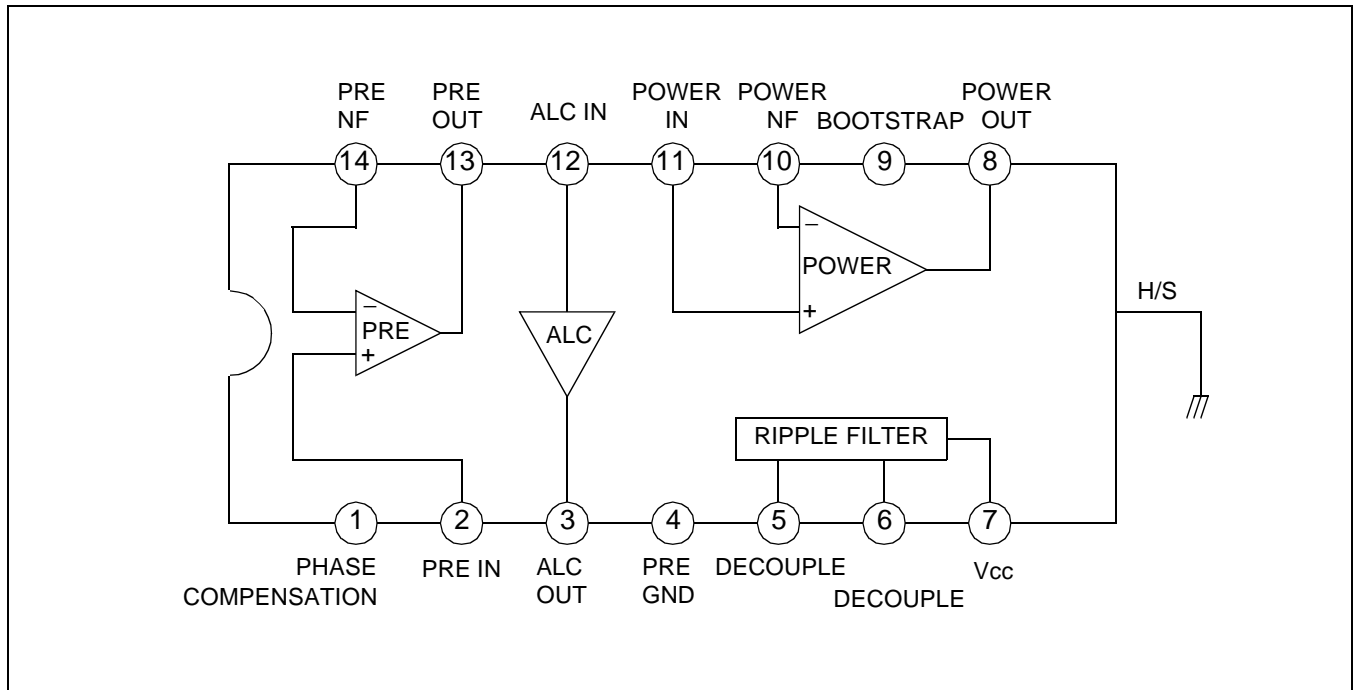 PRE
NF
PRE
OUT
ALC IN
POWER
IN
POWER
NF
BOOTSTRAP
POWER
OUT
14
13
12
11
10
9
8
−
POWER
+
H/S
−
PRE
+
ALC
RIPPLE FILTER
1
2
3
4
5
6
7
PHASE
COMPENSATION
PRE IN
ALC
OUT
PRE
GND
DECOUPLE
DECOUPLE
Vcc